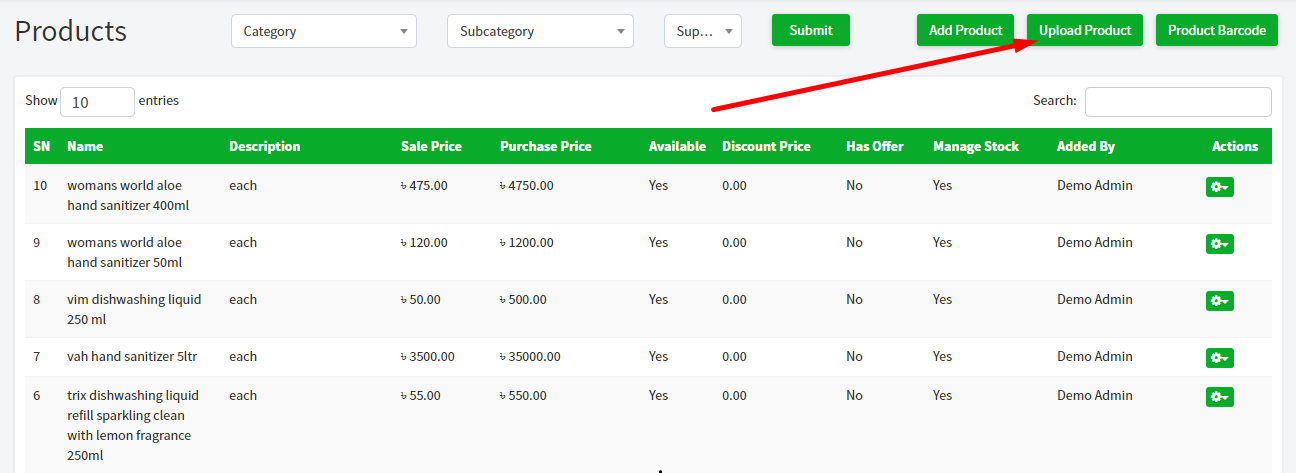 Products Category Subcategory Sup... Submit Add Product Upload Product Product Barcode
Show 10 entries Search:
SN Name Description Sale Price Purchase Price Available Discount Price Has Offer Manage Stock Added By Actions
10 womans world aloe each ৳ 475.00 ৳ 4750.00 Yes 0.00 No Yes Demo Admin
hand sanitizer 400ml
9 womans world aloe each ৳ 120.00 ৳ 1200.00 Yes 0.00 No Yes Demo Admin
hand sanitizer 50ml
8 vim dishwashing liquid each ৳ 50.00 ৳ 500.00 Yes 0.00 No Yes Demo Admin
250 ml
7 vah hand sanitizer 5ltr each ৳ 3500.00 ৳ 35000.00 Yes 0.00 No Yes Demo Admin
6 trix dishwashing liquid each ৳ 55.00 ৳ 550.00 Yes 0.00 No Yes Demo Admin
refill sparkling clean
with lemon fragrance
250ml